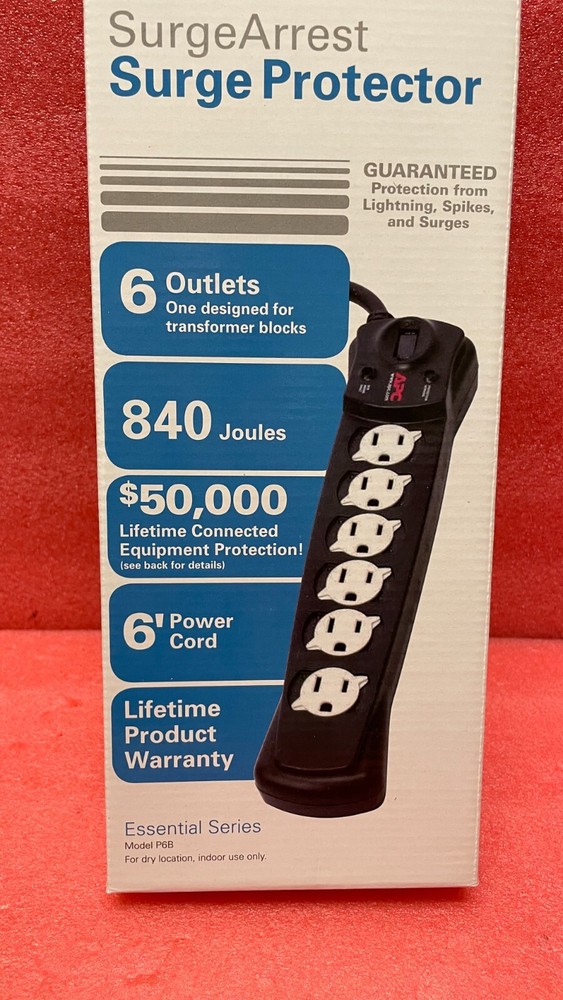 SurgeArrest
Surge Protector
GUARANTEED
Protection from
Lightning, Spikes,
and Surges
6 Outlets
One designed for
transformer blocks
840 Joules
$50,000
Lifetime Connected
Equipment Protection!
(see back for details)
6' Power
Cord
Lifetime
Product
Warranty
APC
Essential Series
Model P6B
For dry location, indoor use only.